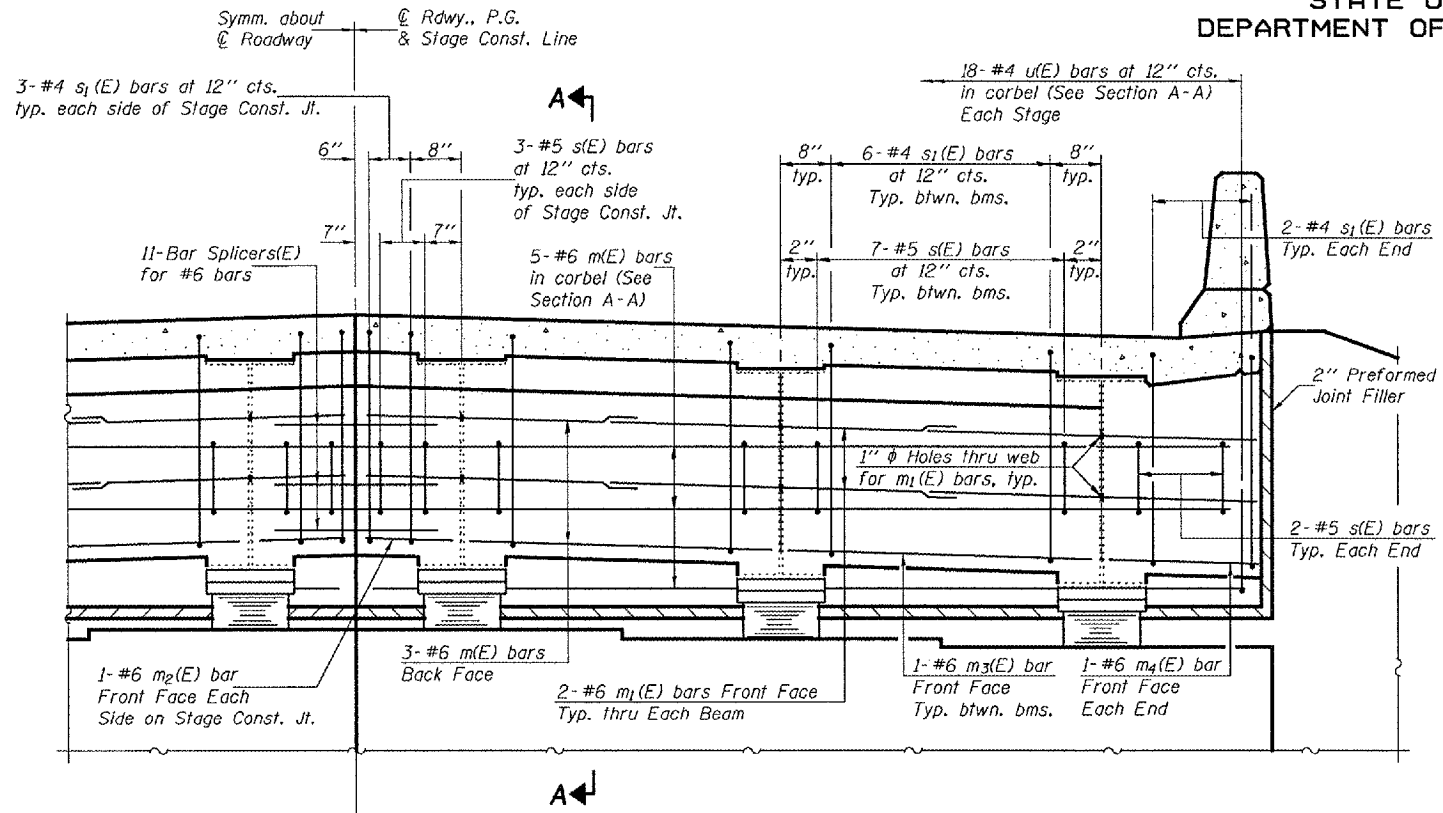 STATE O
DEPARTMENT OF
Symm. about
℄ Roadway
℄ Rdwy., P.G.
& Stage Const. Line
3-#4 s₁(E) bars at 12" cts.
typ. each side of Stage Const. Jt.
A
18-#4 u(E) bars at 12" cts.
in corbel (See Section A-A)
Each Stage
6"
8"
3-#5 s(E) bars
at 12" cts.
typ. each side
of Stage Const. Jt.
8"
typ.
6-#4 s₁(E) bars
at 12" cts.
Typ. btwn. bms.
8"
typ.
7"
7"
11-Bar Splicers(E)
for #6 bars
5-#6 m(E) bars
in corbel (See
Section A-A)
2"
typ.
7-#5 s(E) bars
at 12" cts.
Typ. btwn. bms.
2"
typ.
2-#4 s₁(E) bars
Typ. Each End
2" Preformed
Joint Filler
1" ϕ Holes thru web
for m₁(E) bars, typ.
2-#5 s(E) bars
Typ. Each End
1-#6 m₂(E) bar
Front Face Each
Side on Stage Const. Jt.
3-#6 m(E) bars
Back Face
2-#6 m₁(E) bars Front Face
Typ. thru Each Beam
1-#6 m₃(E) bar
Front Face
Typ. btwn. bms.
1-#6 m₄(E) bar
Front Face
Each End
A